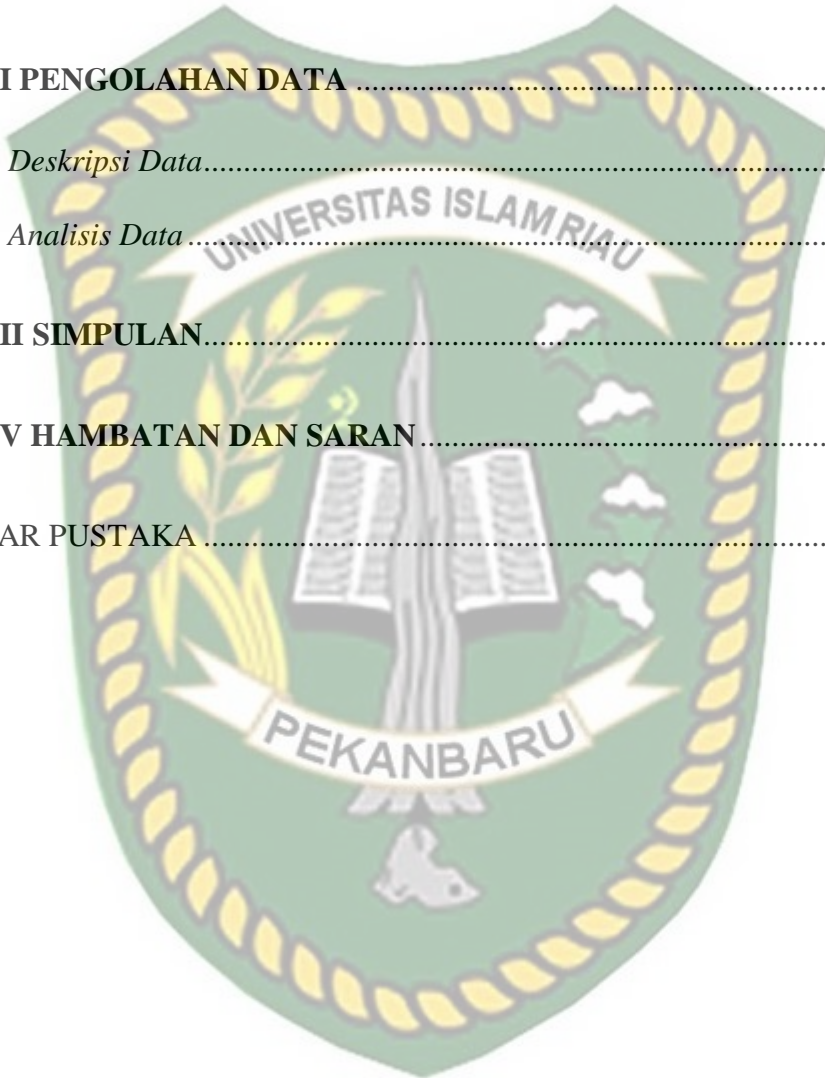 I PENGOLAHAN DATA ........................................................
Deskripsi Data.............................................................................
UNIVERSITAS ISLAM RIAU
Analisis Data ...............................................................................
II SIMPULAN.............................................................................
V HAMBATAN DAN SARAN..................................................
AR PUSTAKA .............................................................................
PEKANBARU